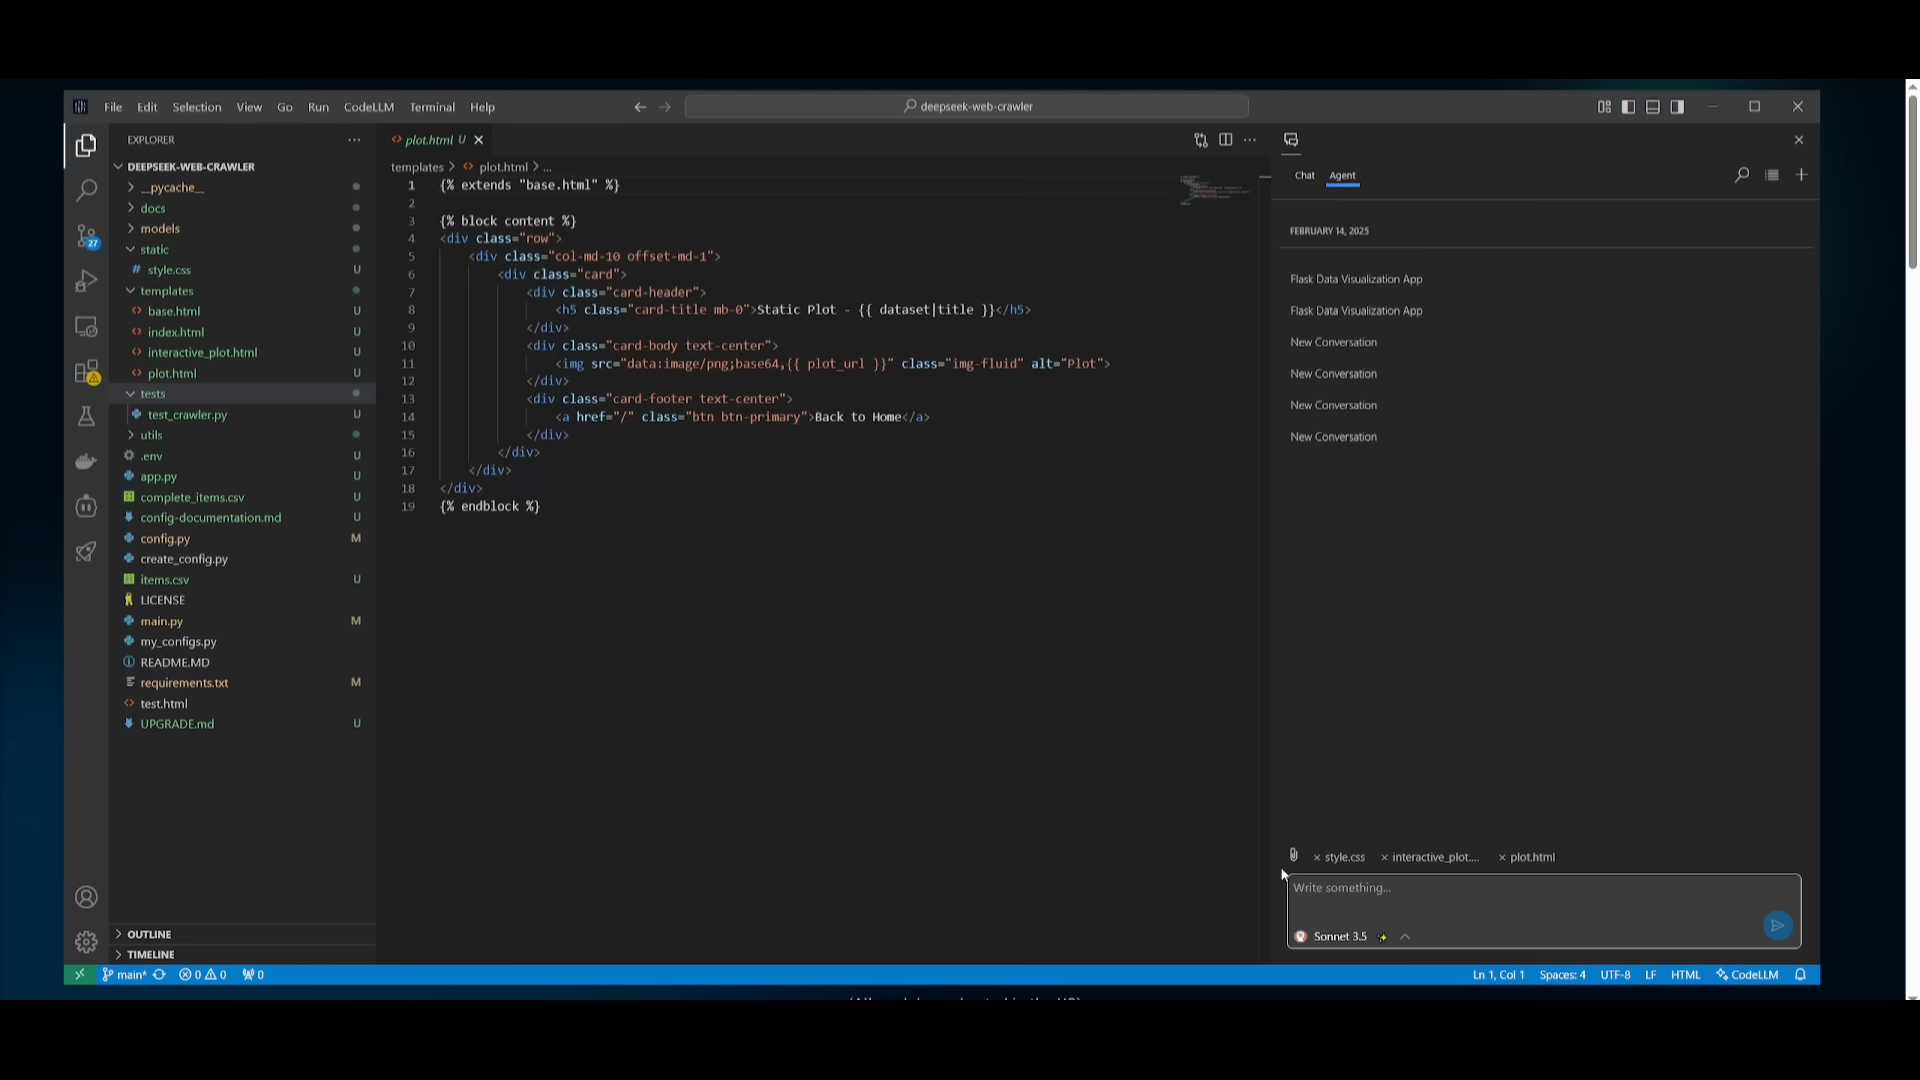 File Edit Selection View Go Run CodeLLM Terminal Help
deepseek-web-crawler
EXPLORER
DEEPSEEK-WEB-CRAWLER
__pycache__
docs
models
static
# style.css U
templates
base.html U
index.html U
interactive_plot.html U
plot.html U
tests
test_crawler.py U
utils
.env U
app.py U
complete_items.csv U
config-documentation.md U
config.py M
create_config.py
items.csv U
LICENSE
main.py M
my_configs.py
README.MD
requirements.txt M
test.html
UPGRADE.md U
OUTLINE
TIMELINE
27
plot.html U
templates > plot.html > ...
1 {% extends "base.html" %}
2
3 {% block content %}
4 <div class="row">
5 <div class="col-md-10 offset-md-1">
6 <div class="card">
7 <div class="card-header">
8 <h5 class="card-title mb-0">Static Plot - {{ dataset|title }}</h5>
9 </div>
10 <div class="card-body text-center">
11 <img src="data:image/png;base64,{{ plot_url }}" class="img-fluid" alt="Plot">
12 </div>
13 <div class="card-footer text-center">
14 <a href="/" class="btn btn-primary">Back to Home</a>
15 </div>
16 </div>
17 </div>
18 </div>
19 {% endblock %}
Chat Agent
FEBRUARY 14, 2025
Flask Data Visualization App
Flask Data Visualization App
New Conversation
New Conversation
New Conversation
New Conversation
style.css interactive_plot.... plot.html
Write something...
Sonnet 3.5
main* 0 0 0
Ln 1, Col 1 Spaces: 4 UTF-8 LF HTML CodeLLM